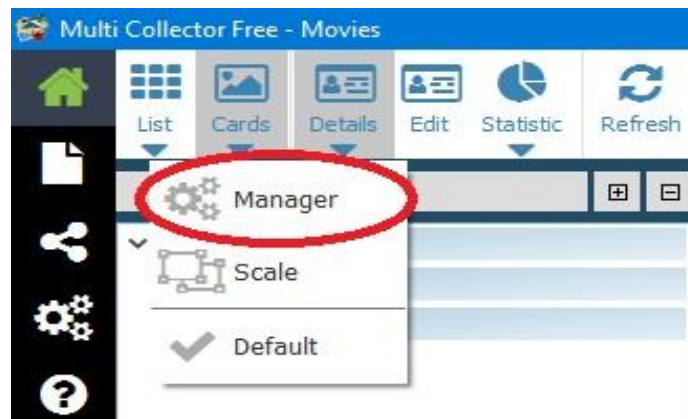 Multi Collector Free - Movies
List Cards Details Edit Statistic Refresh
Manager
Scale
Default